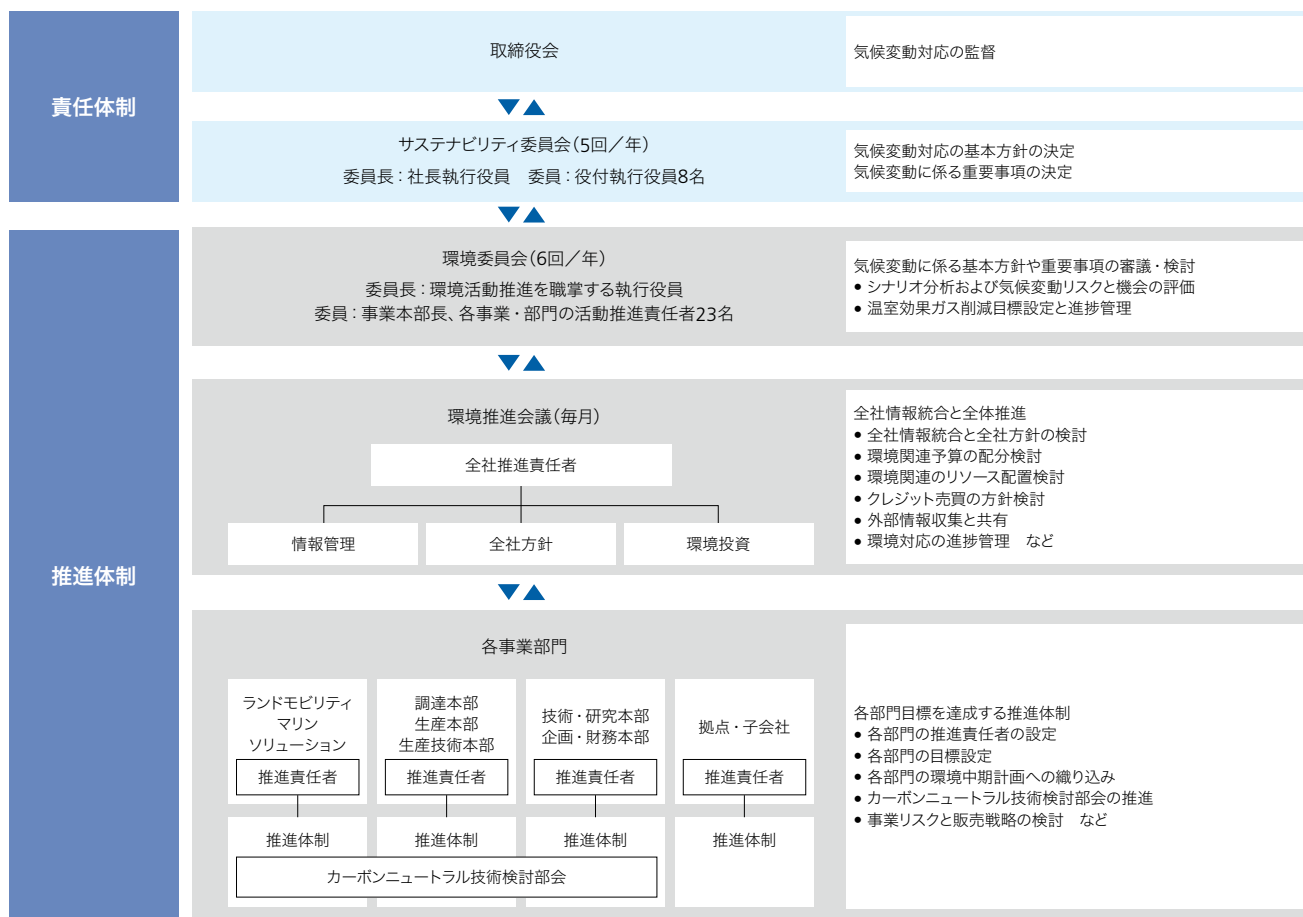 責任体制
取締役会
気候変動対応の監督
サステナビリティ委員会（5回／年）
委員長：社長執行役員　委員：役付執行役員8名
気候変動対応の基本方針の決定
気候変動に係る重要事項の決定
推進体制
環境委員会（6回／年）
委員長：環境活動推進を職掌する執行役員
委員：事業本部長、各事業・部門の活動推進責任者23名
気候変動に係る基本方針や重要事項の審議・検討
● シナリオ分析および気候変動リスクと機会の評価
● 温室効果ガス削減目標設定と進捗管理
環境推進会議（毎月）
全社推進責任者
情報管理
全社方針
環境投資
全社情報統合と全体推進
● 全社情報統合と全社方針の検討
● 環境関連予算の配分検討
● 環境関連のリソース配置検討
● クレジット売買の方針検討
● 外部情報収集と共有
● 環境対応の進捗管理　など
各事業部門
ランドモビリティ
マリン
ソリューション
推進責任者
推進体制
調達本部
生産本部
生産技術本部
推進責任者
推進体制
技術・研究本部
企画・財務本部
推進責任者
推進体制
拠点・子会社
推進責任者
推進体制
カーボンニュートラル技術検討部会
各部門目標を達成する推進体制
● 各部門の推進責任者の設定
● 各部門の目標設定
● 各部門の環境中期計画への織り込み
● カーボンニュートラル技術検討部会の推進
● 事業リスクと販売戦略の検討　など